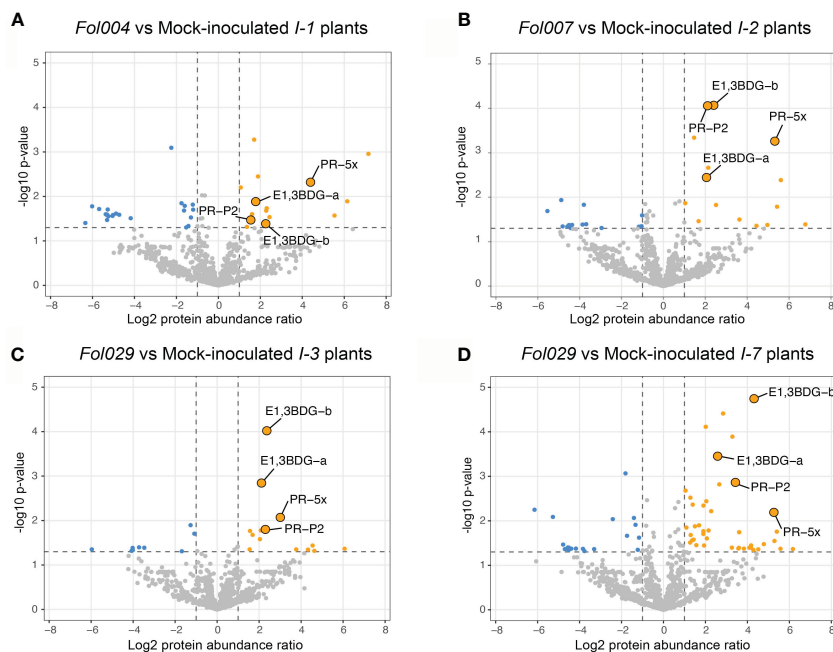 A
Fol004 vs Mock-inoculated I-1 plants
-log10 p-value
5
4
3
2
1
0
PR-5x
E1,3BDG-a
PR-P2
E1,3BDG-b
-8 -6 -4 -2 0 2 4 6 8
Log2 protein abundance ratio
B
Fol007 vs Mock-inoculated I-2 plants
-log10 p-value
5
4
3
2
1
0
E1,3BDG-b
PR-P2
PR-5x
E1,3BDG-a
-8 -6 -4 -2 0 2 4 6 8
Log2 protein abundance ratio
C
Fol029 vs Mock-inoculated I-3 plants
-log10 p-value
5
4
3
2
1
0
E1,3BDG-b
E1,3BDG-a
PR-5x
PR-P2
-8 -6 -4 -2 0 2 4 6 8
Log2 protein abundance ratio
D
Fol029 vs Mock-inoculated I-7 plants
-log10 p-value
5
4
3
2
1
0
E1,3BDG-b
E1,3BDG-a
PR-P2
PR-5x
-8 -6 -4 -2 0 2 4 6 8
Log2 protein abundance ratio